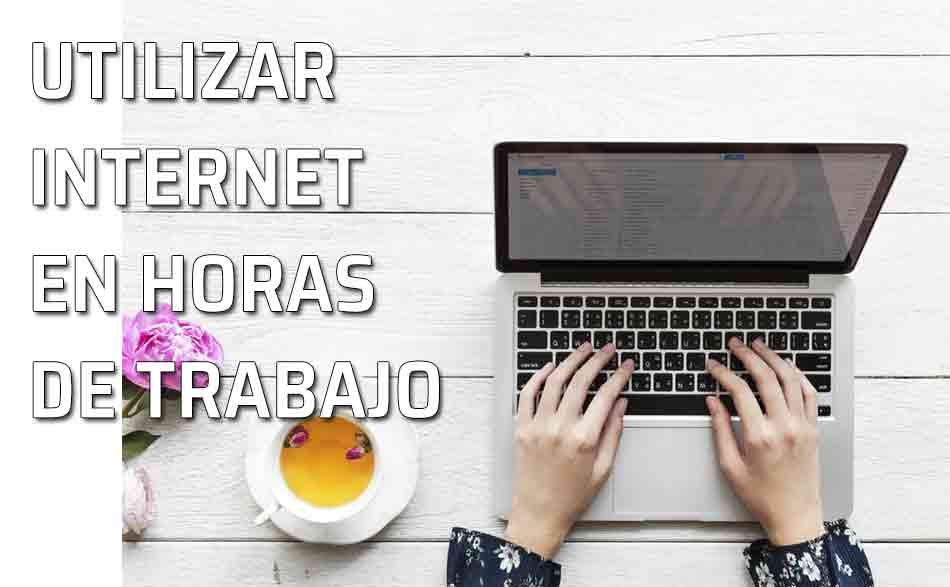 UTILIZAR
INTERNET
EN HORAS
DE TRABAJO